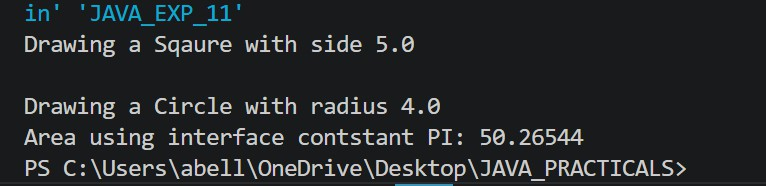 in' 'JAVA_EXP_11'
Drawing a Sqaure with side 5.0
Drawing a Circle with radius 4.0
Area using interface contstant PI: 50.26544
PS C:\Users\abell\OneDrive\Desktop\JAVA_PRACTICALS>